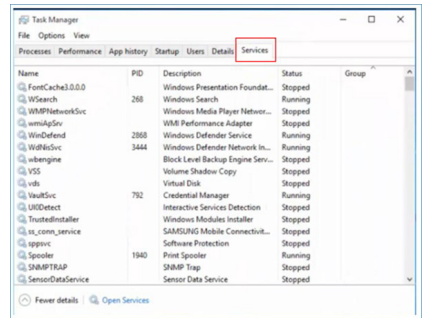 Task Manager
File Options View
Processes Performance App history Startup Users Details Services
Name PID Description Status Group
FontCache3.0.0.0 Windows Presentation Foundat... Stopped
WSearch 268 Windows Search Running
WMPNetworkSvc Windows Media Player Networ... Stopped
wmiApSrv WMI Performance Adapter Stopped
WinDefend 2868 Windows Defender Service Running
WdNisSvc 3444 Windows Defender Network In... Running
wbengine Block Level Backup Engine Serv... Stopped
VSS Volume Shadow Copy Stopped
vds Virtual Disk Stopped
VaultSvc 792 Credential Manager Running
UI0Detect Interactive Services Detection Stopped
TrustedInstaller Windows Modules Installer Stopped
ss_conn_service SAMSUNG Mobile Connectivit... Stopped
sppsvc Software Protection Stopped
Spooler 1940 Print Spooler Running
SNMPTRAP SNMP Trap Stopped
SensorDataService Sensor Data Service Stopped
Fewer details Open Services